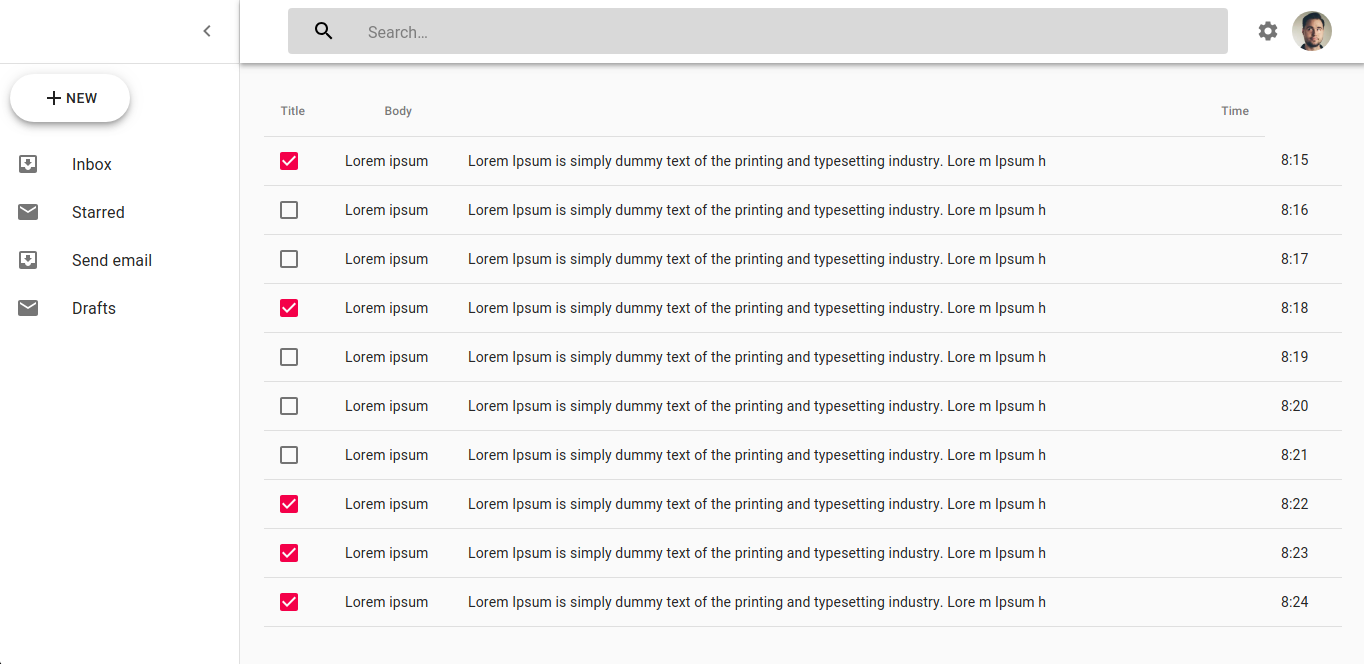 Search…
NEW
Inbox
Starred
Send email
Drafts
Title Body Time
Lorem ipsum Lorem Ipsum is simply dummy text of the printing and typesetting industry. Lore m Ipsum h 8:15
Lorem ipsum Lorem Ipsum is simply dummy text of the printing and typesetting industry. Lore m Ipsum h 8:16
Lorem ipsum Lorem Ipsum is simply dummy text of the printing and typesetting industry. Lore m Ipsum h 8:17
Lorem ipsum Lorem Ipsum is simply dummy text of the printing and typesetting industry. Lore m Ipsum h 8:18
Lorem ipsum Lorem Ipsum is simply dummy text of the printing and typesetting industry. Lore m Ipsum h 8:19
Lorem ipsum Lorem Ipsum is simply dummy text of the printing and typesetting industry. Lore m Ipsum h 8:20
Lorem ipsum Lorem Ipsum is simply dummy text of the printing and typesetting industry. Lore m Ipsum h 8:21
Lorem ipsum Lorem Ipsum is simply dummy text of the printing and typesetting industry. Lore m Ipsum h 8:22
Lorem ipsum Lorem Ipsum is simply dummy text of the printing and typesetting industry. Lore m Ipsum h 8:23
Lorem ipsum Lorem Ipsum is simply dummy text of the printing and typesetting industry. Lore m Ipsum h 8:24